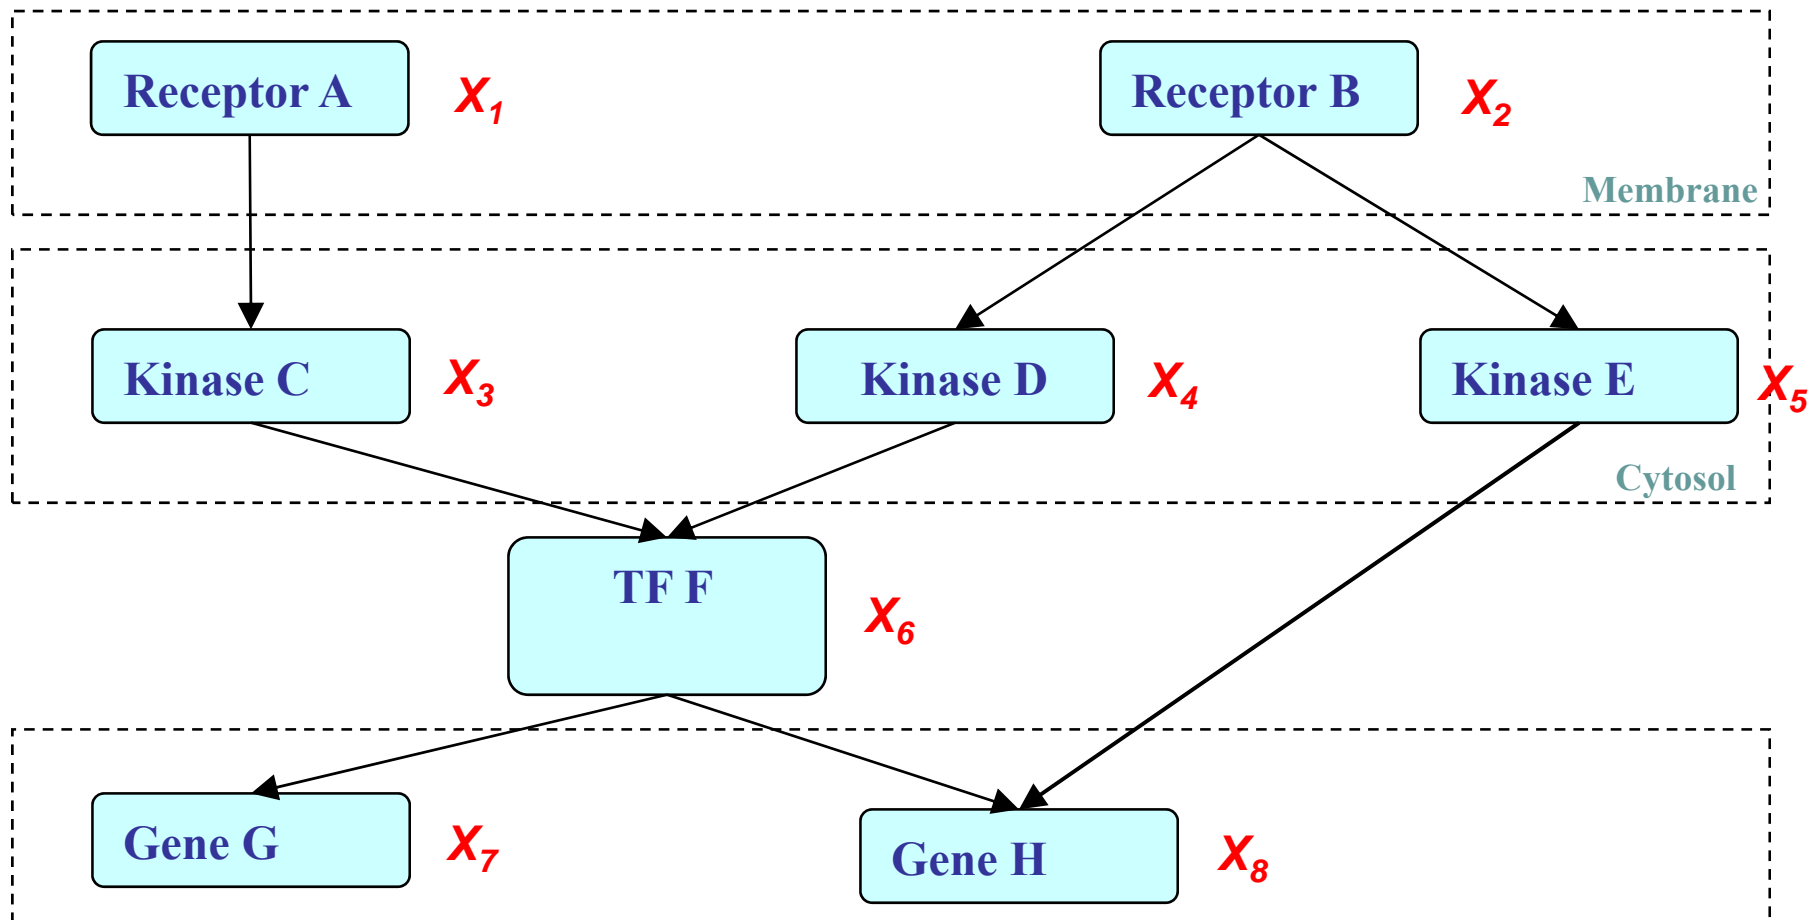 Receptor A
X1
Receptor B
X2
Membrane
Kinase C
X3
Kinase D
X4
Kinase E
X5
Cytosol
TF F
X6
Gene G
X7
Gene H
X8